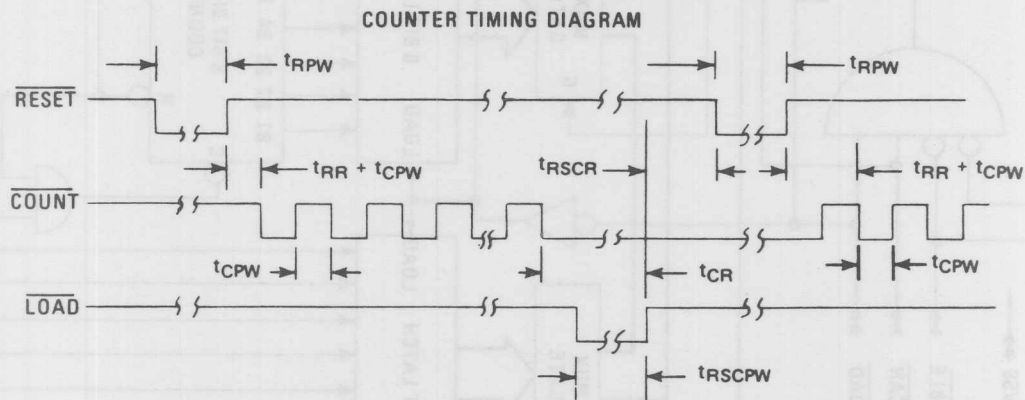 COUNTER TIMING DIAGRAM
tRPW
tRPW
RESET
tRR + tCPW
tRSCR
tRR + tCPW
COUNT
tCPW
tCR
tCPW
LOAD
tRSCPW